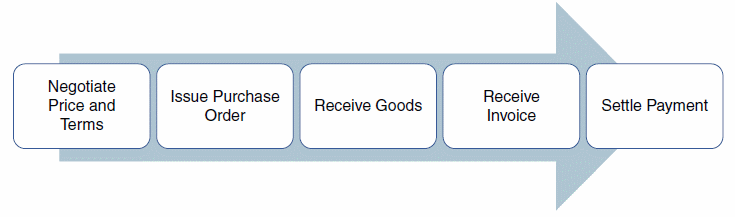 Negotiate
Price and
Terms
Issue Purchase
Order
Receive Goods
Receive
Invoice
Settle Payment